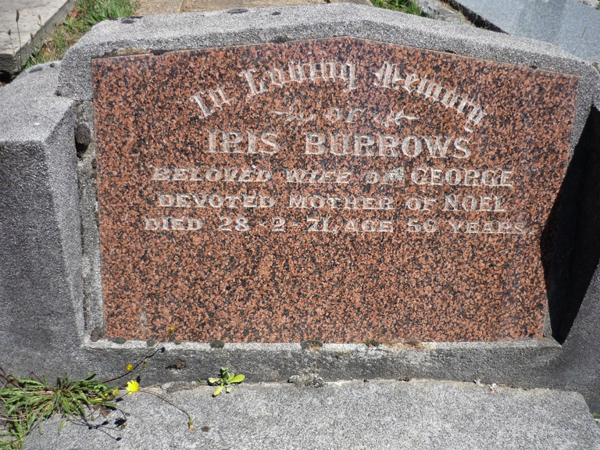 In Loving Memory
OF
IRIS BURROWS
BELOVED WIFE OF GEORGE
DEVOTED MOTHER OF NOEL
DIED 28-2-71, AGE 56 YEARS.